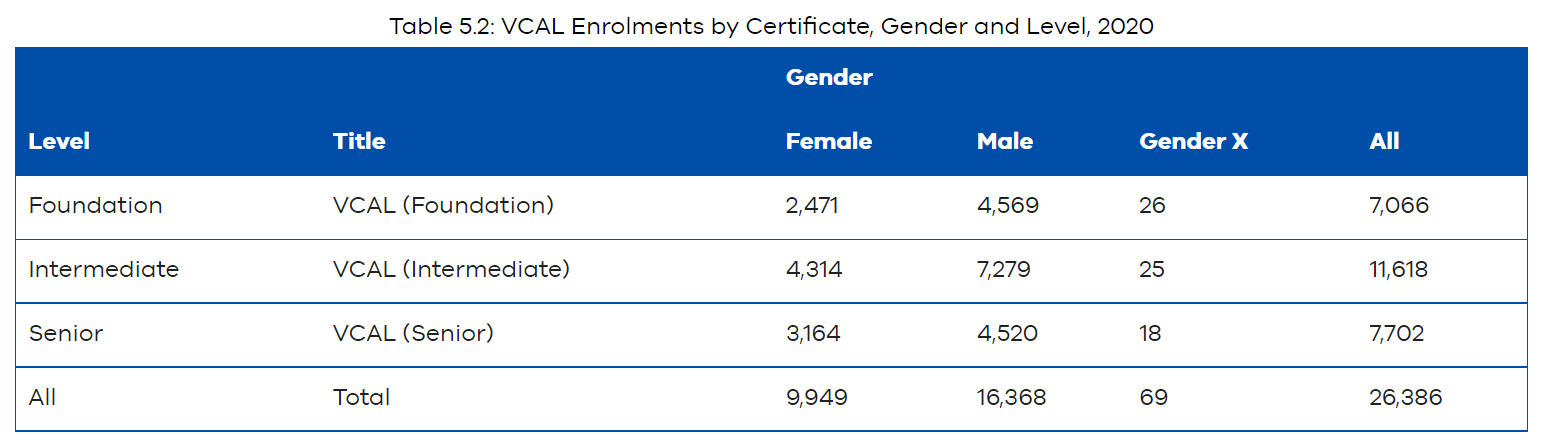 Table 5.2: VCAL Enrolments by Certificate, Gender and Level, 2020
Gender
Level Title Female Male Gender X All
Foundation VCAL (Foundation) 2,471 4,569 26 7,066
Intermediate VCAL (Intermediate) 4,314 7,279 25 11,618
Senior VCAL (Senior) 3,164 4,520 18 7,702
All Total 9,949 16,368 69 26,386